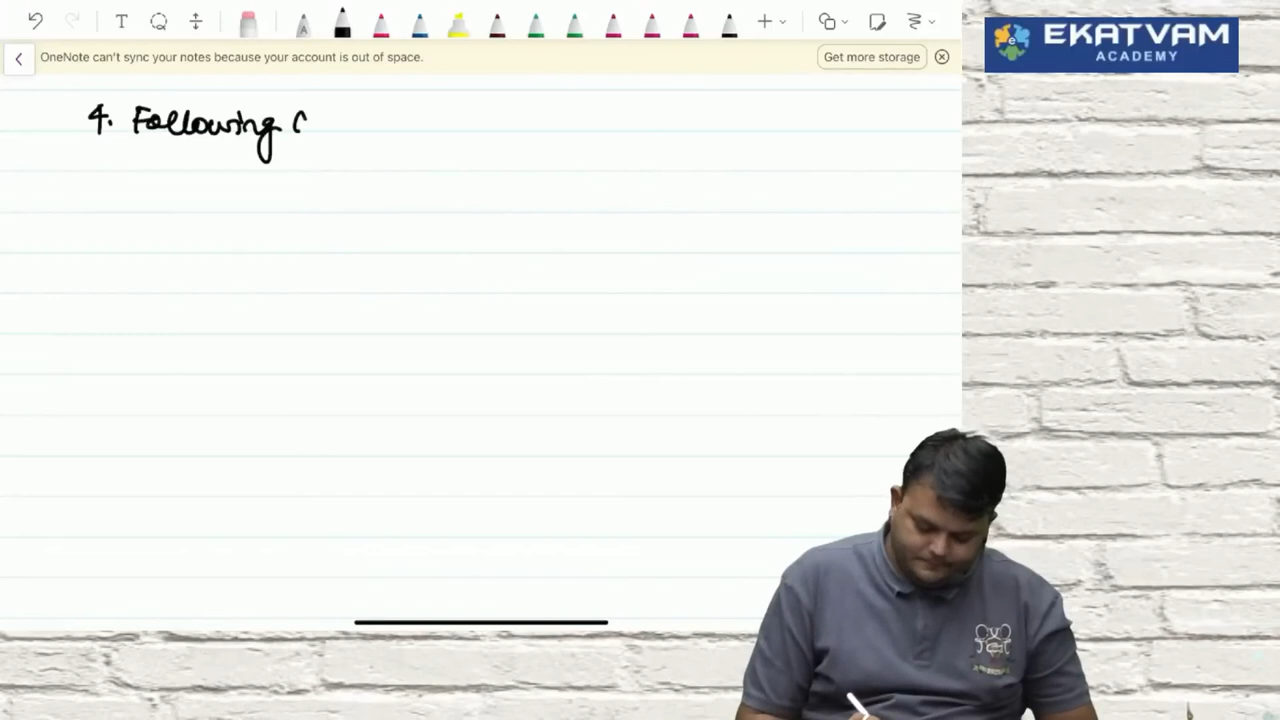 EKATVAM
ACADEMY
OneNote can't sync your notes because your account is out of space.
Get more storage
4. Following